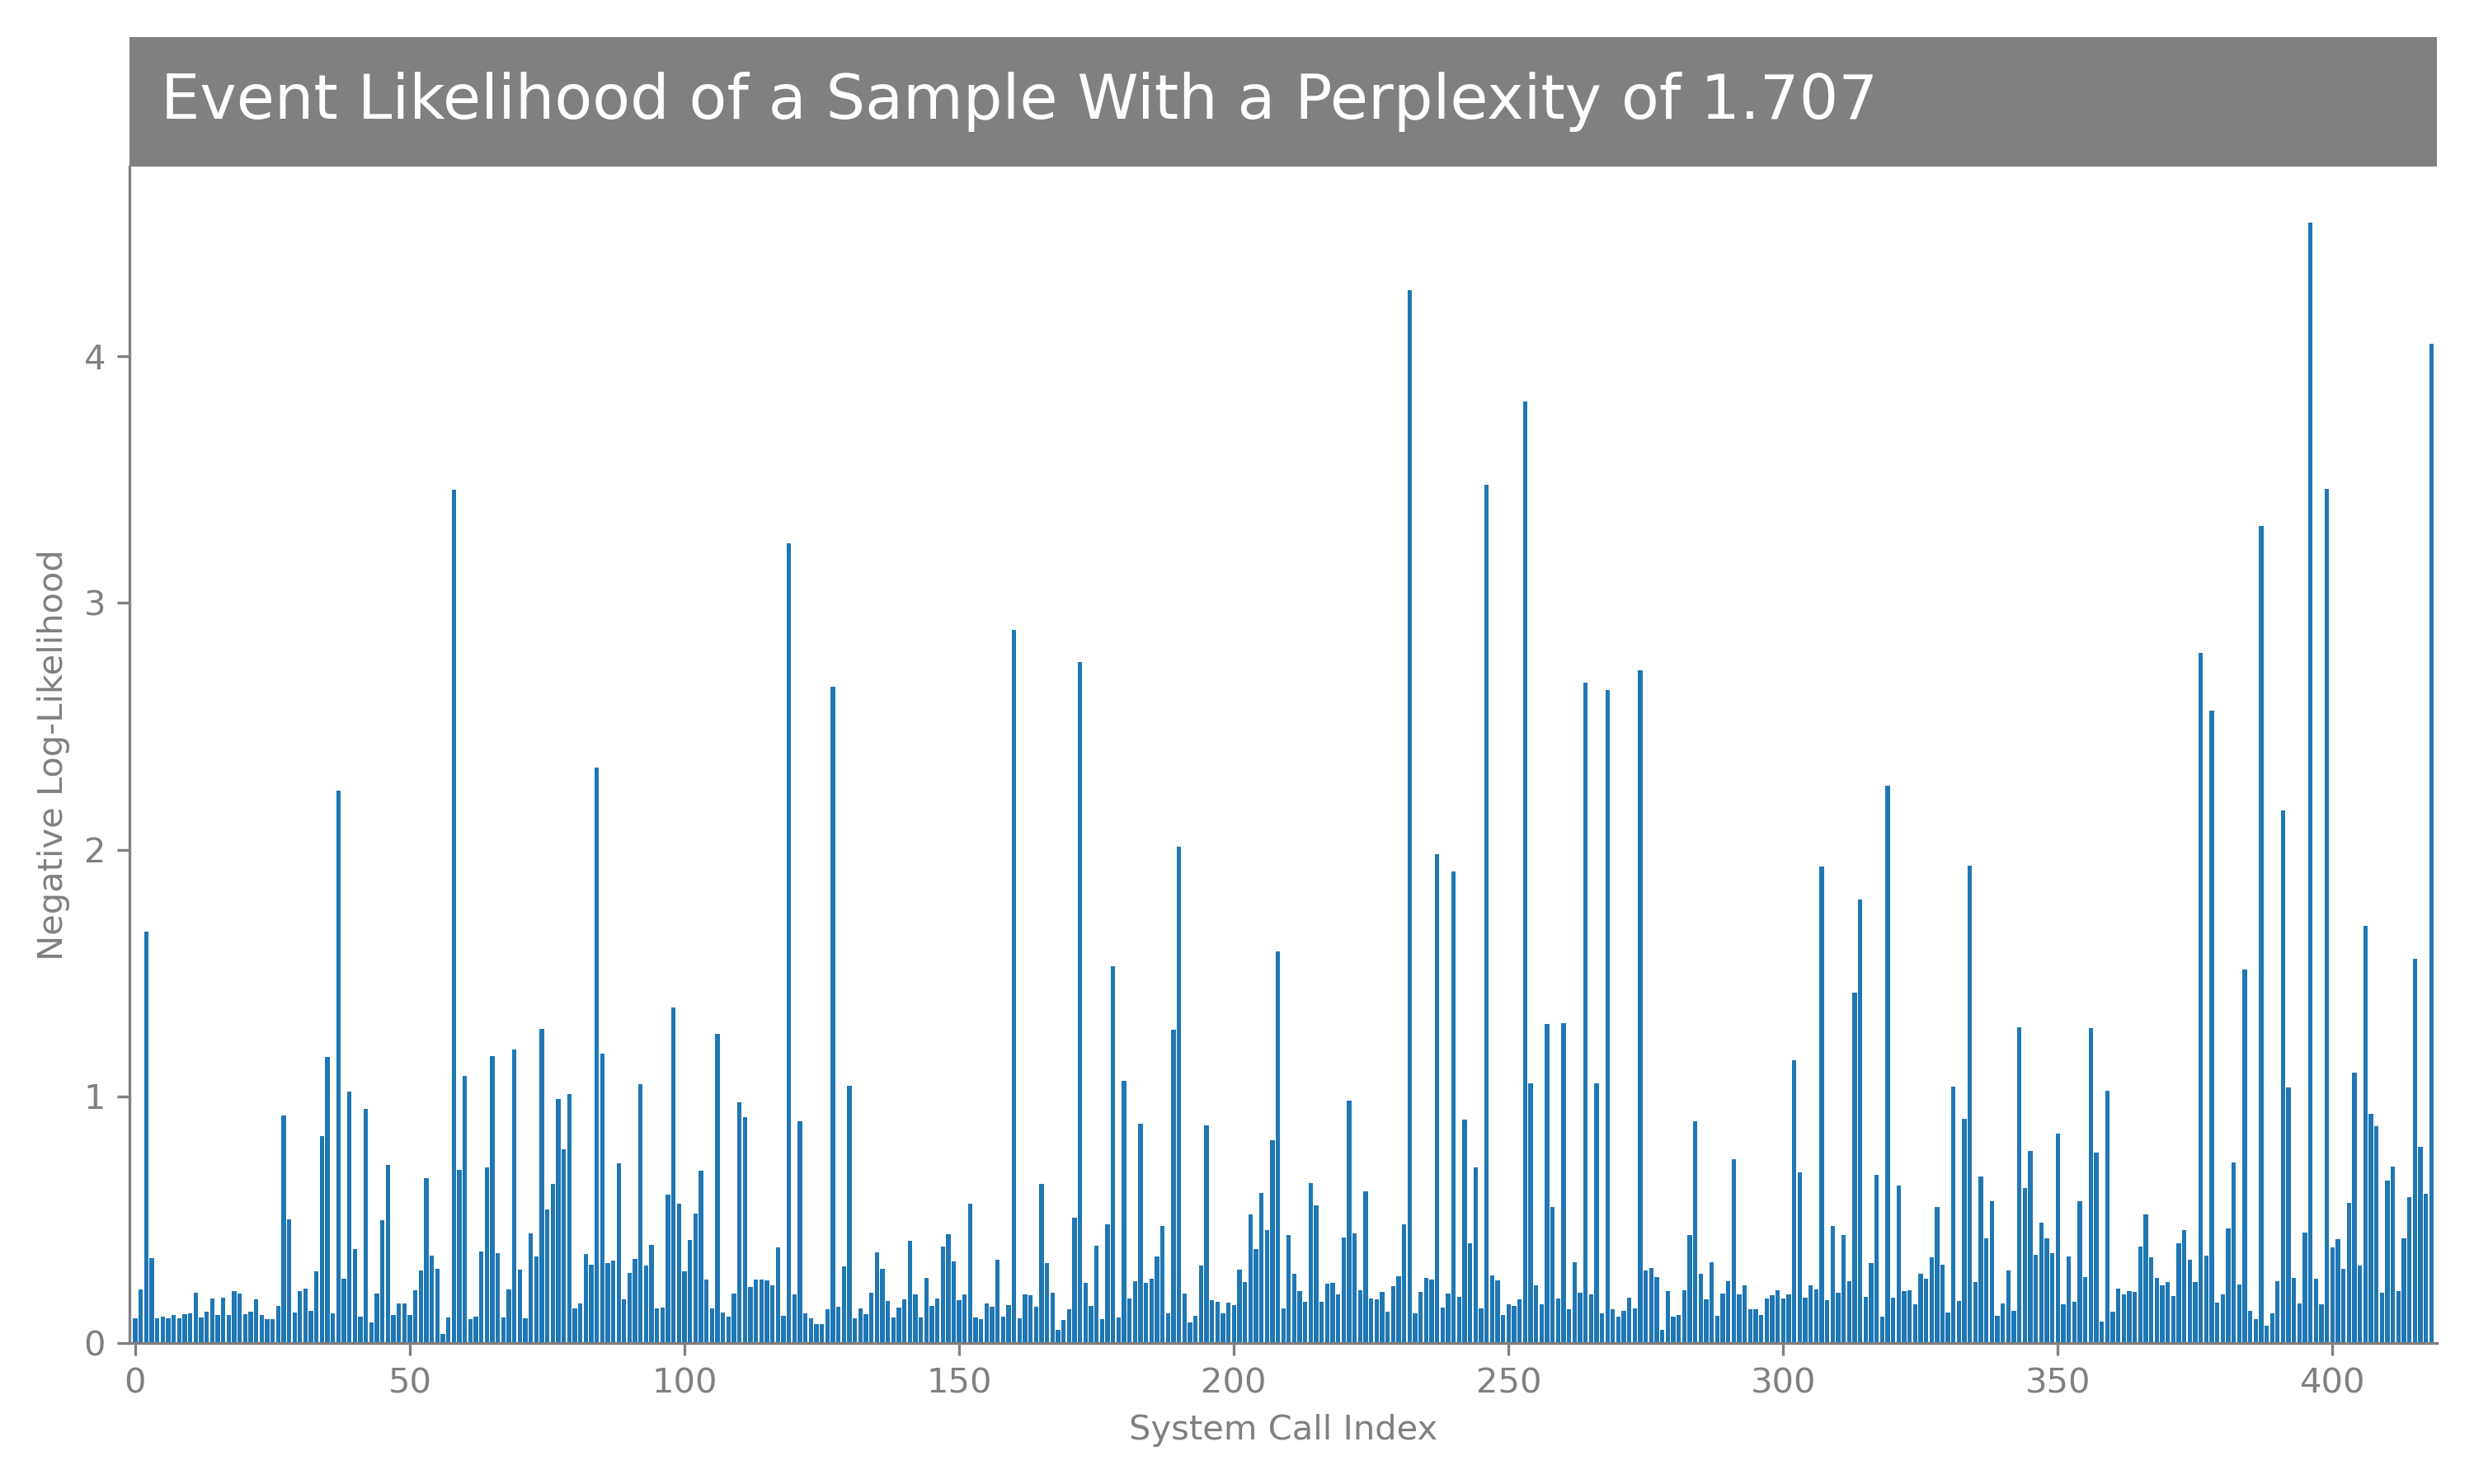 Event Likelihood of a Sample With a Perplexity of 1.707
4
3
2
1
0
Negative Log-Likelihood
0 50 100 150 200 250 300 350 400
System Call Index